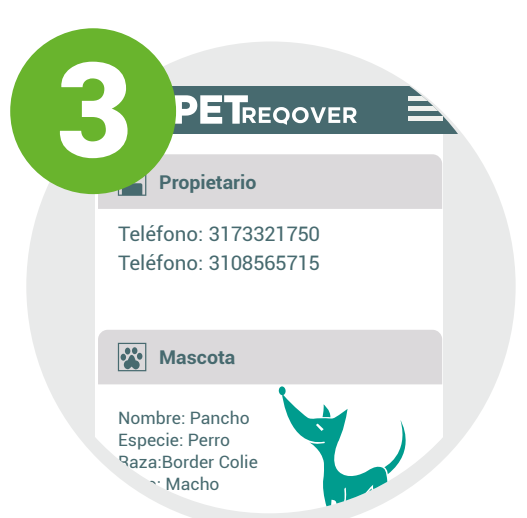 3
PETREQOVER
Propietario
Teléfono: 3173321750
Teléfono: 3108565715
Mascota
Nombre: Pancho
Especie: Perro
Raza:Border Colie
Macho